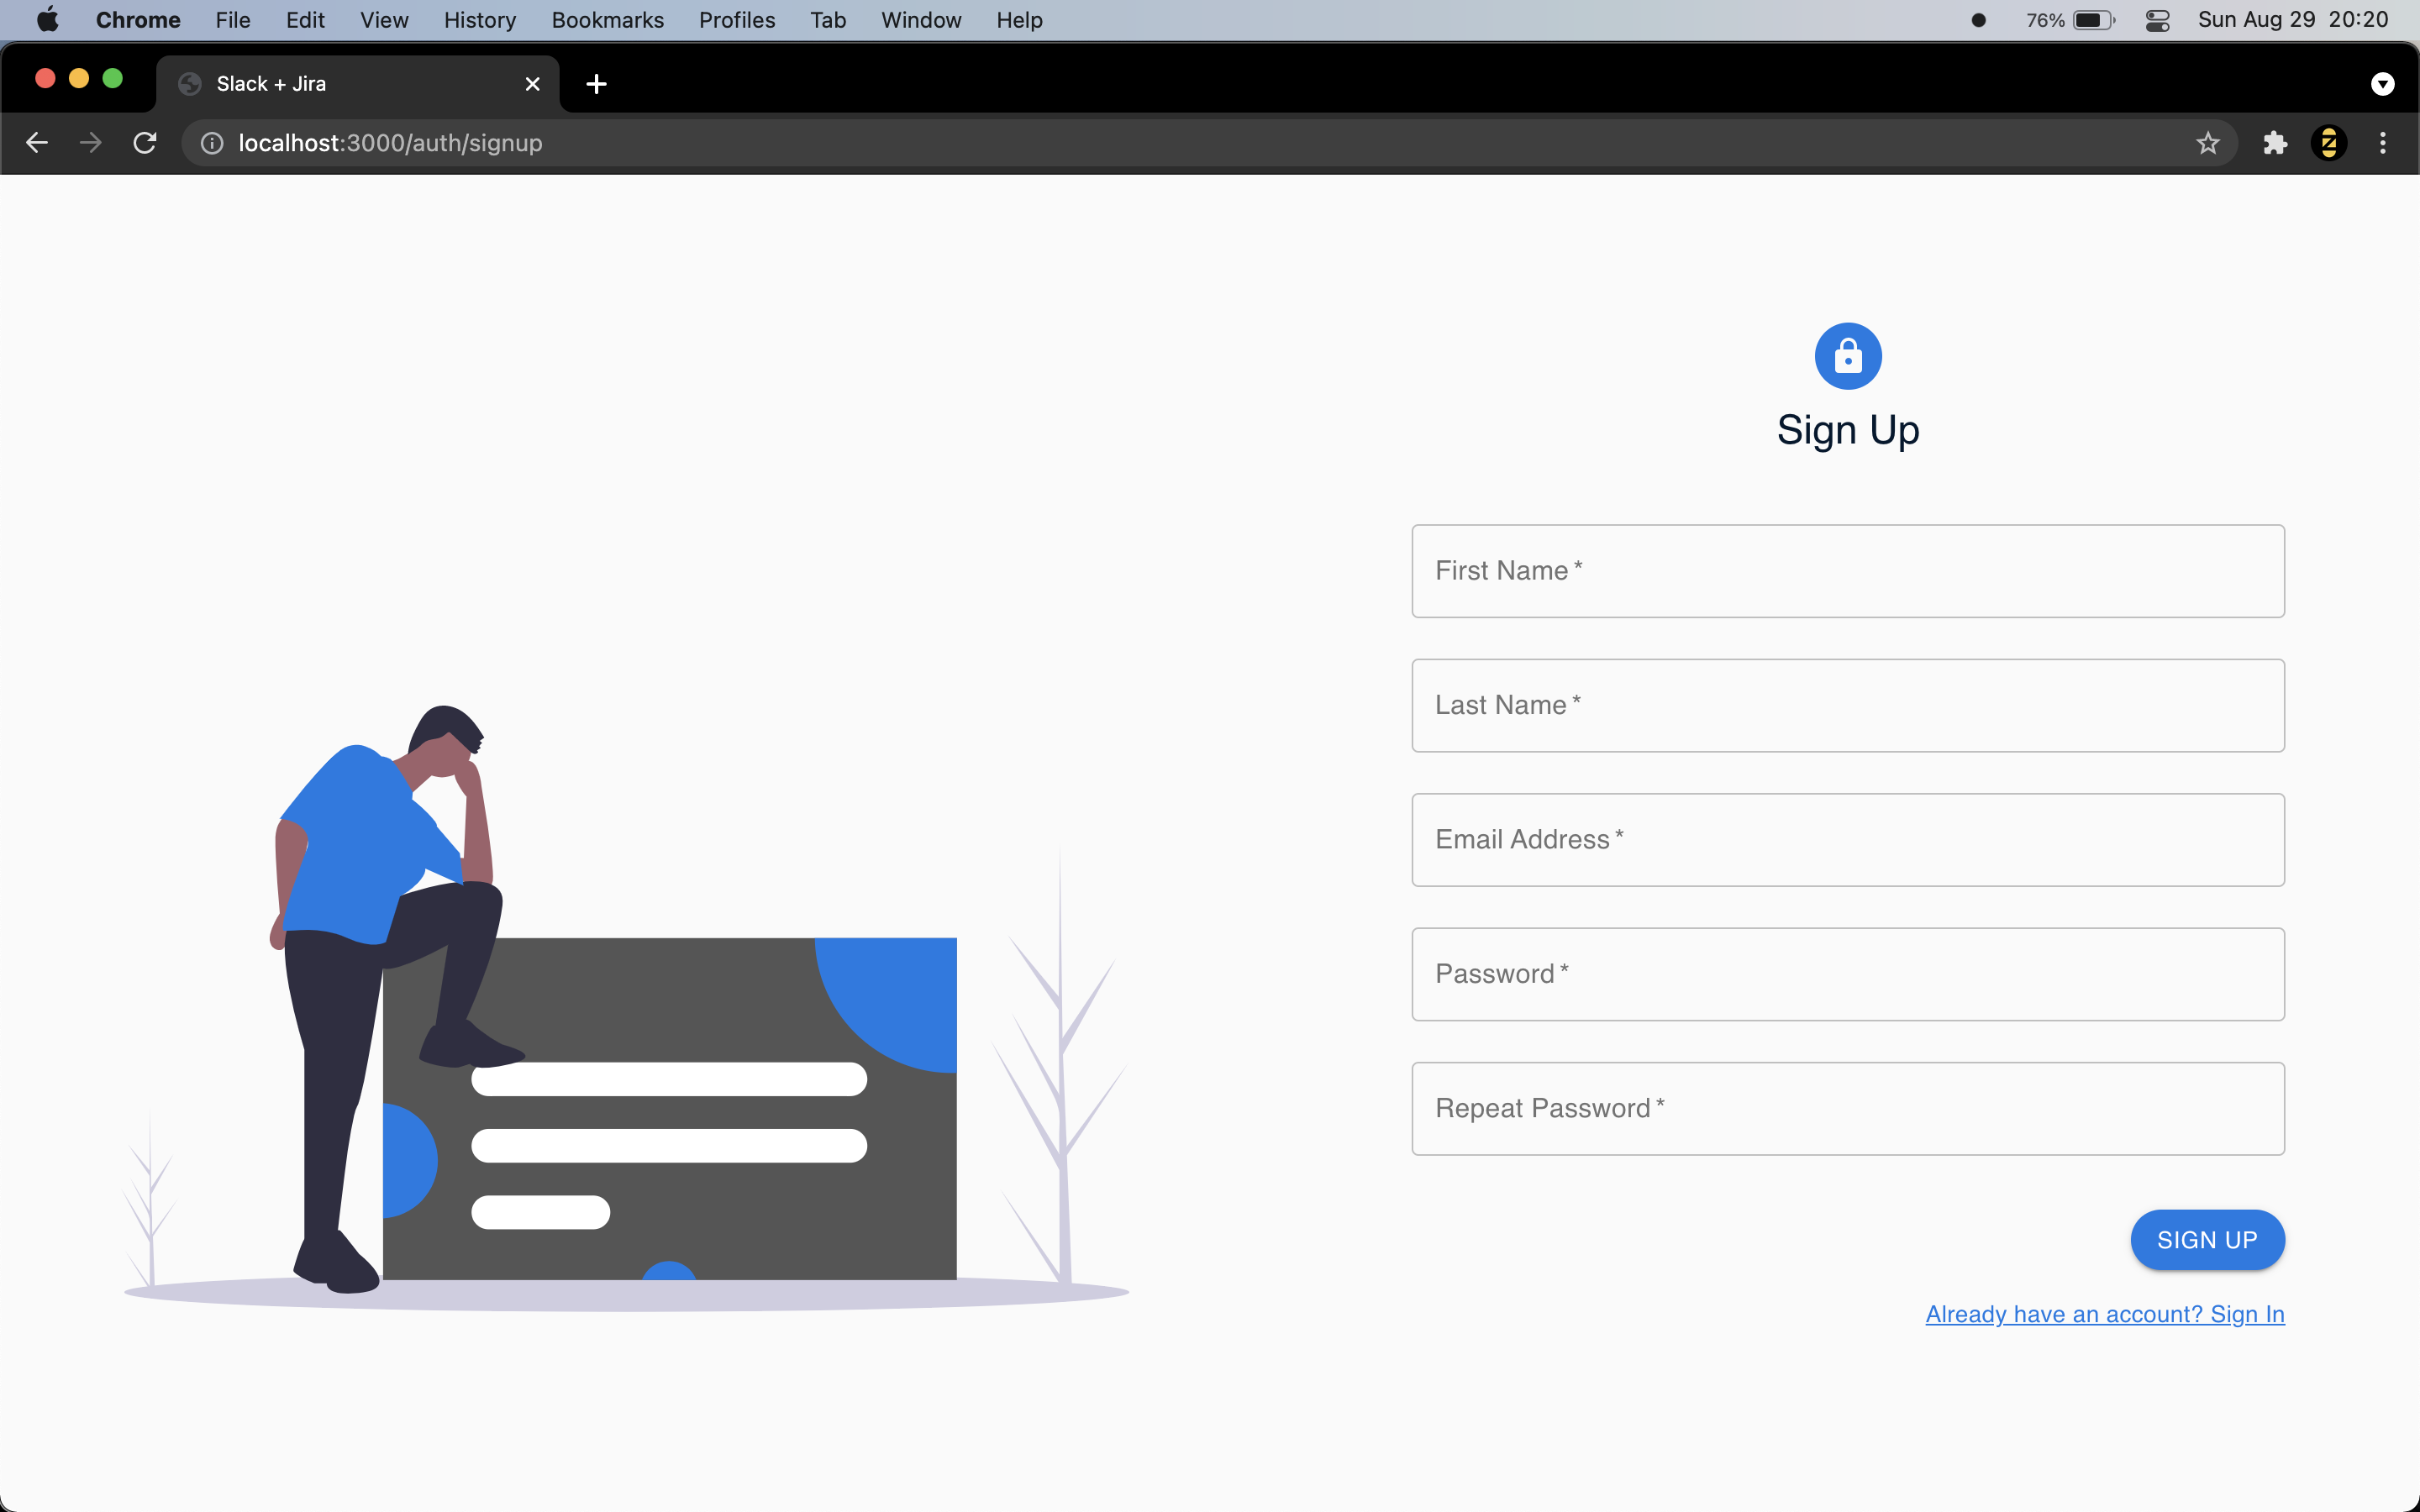 Chrome File Edit View History Bookmarks Profiles Tab Window Help 76% Sun Aug 29 20:20
Slack + Jira
localhost:3000/auth/signup
Sign Up
First Name *
Last Name *
Email Address *
Password *
Repeat Password *
SIGN UP
Already have an account? Sign In